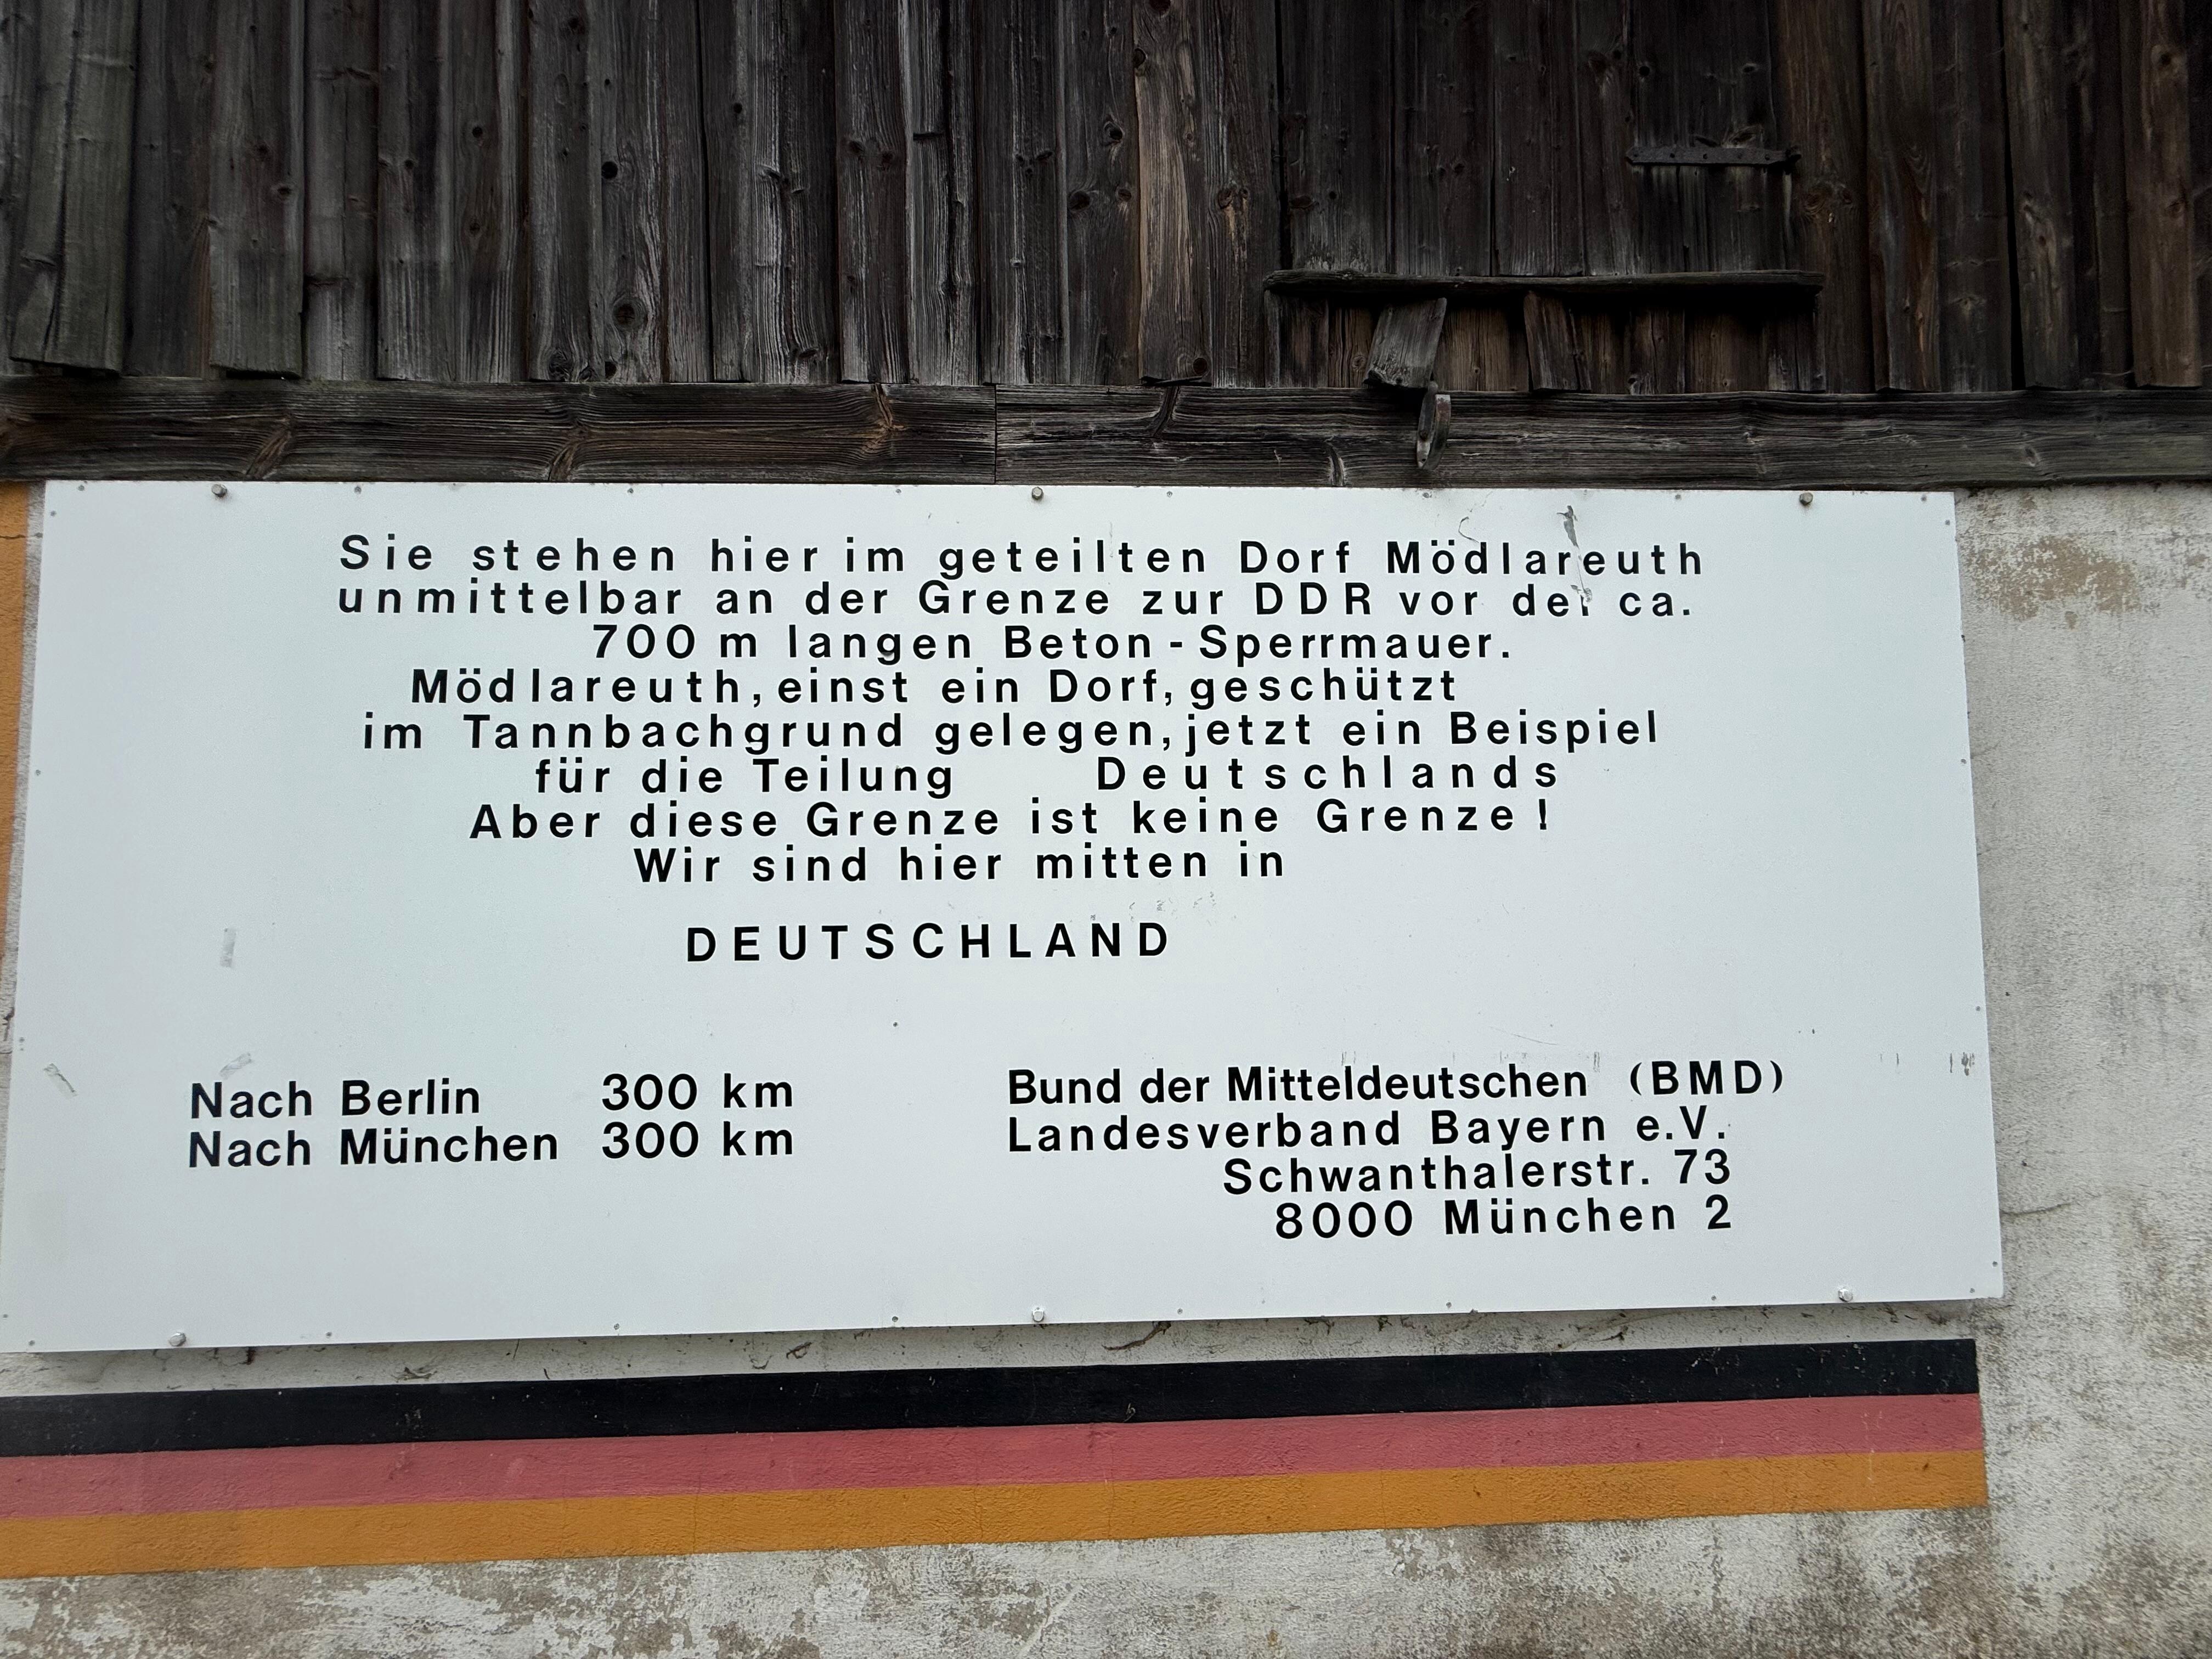 Sie stehen hier im geteilten Dorf Mödlareuth
unmittelbar an der Grenze zur DDR vor der ca.
700 m langen Beton-Sperrmauer.
Mödlareuth, einst ein Dorf, geschützt
im Tannbachgrund gelegen, jetzt ein Beispiel
für die Teilung Deutschlands
Aber diese Grenze ist keine Grenze!
Wir sind hier mitten in
DEUTSCHLAND
Nach Berlin 300 km
Nach München 300 km
Bund der Mitteldeutschen (BMD)
Landesverband Bayern e.V.
Schwanthalerstr. 73
8000 München 2